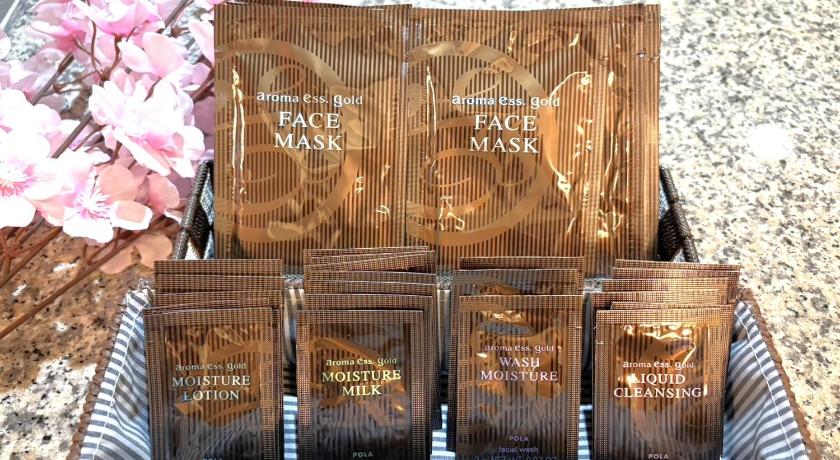 aroma ess. gold
FACE
MASK
aroma ess. gold
FACE
MASK
aroma ess. gold
MOISTURE
LOTION
POLA
aroma ess. gold
MOISTURE
MILK
POLA
aroma ess. gold
WASH
MOISTURE
POLA
facial wash
aroma ess. gold
LIQUID
CLEANSING
POLA